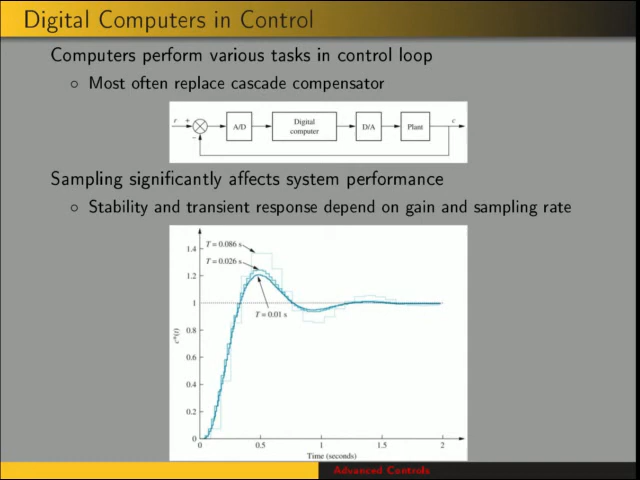 Digital Computers in Control
Computers perform various tasks in control loop
Most often replace cascade compensator
r + − A/D Digital computer D/A Plant c
Sampling significantly affects system performance
Stability and transient response depend on gain and sampling rate
T = 0.086 s
T = 0.026 s
T = 0.01 s
c*(t)
1.4
1.2
1
0.8
0.6
0.4
0.2
0
0 0.5 1 1.5 2
Time (seconds)
Advanced Controls